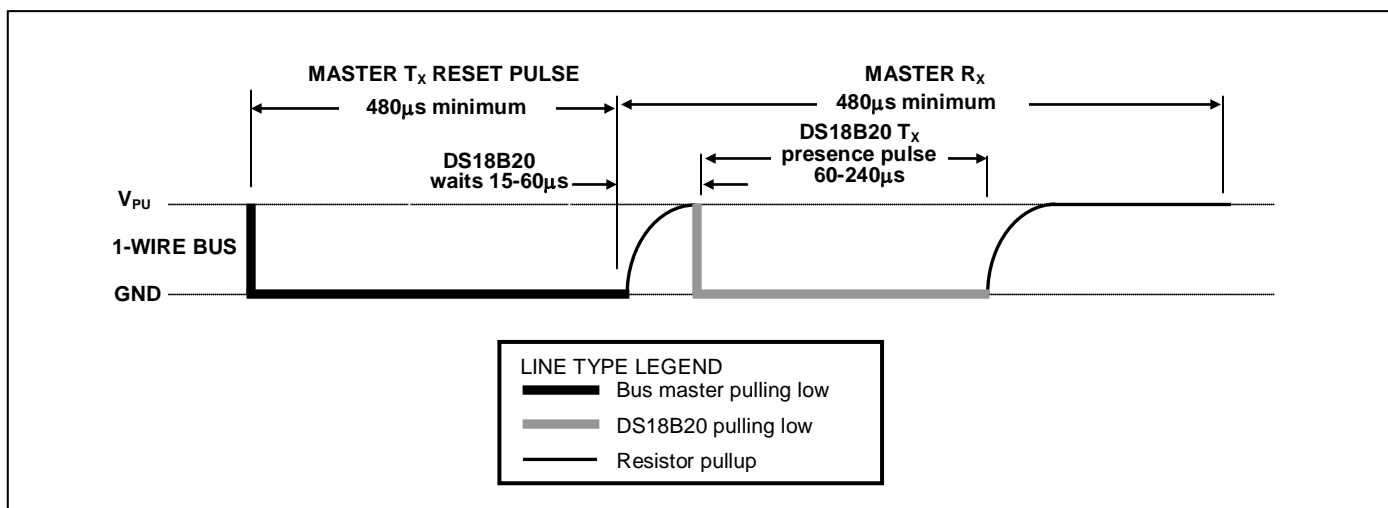 MASTER TX RESET PULSE
480μs minimum
MASTER RX
480μs minimum
DS18B20
waits 15-60μs
DS18B20 TX
presence pulse
60-240μs
VPU
1-WIRE BUS
GND
LINE TYPE LEGEND
Bus master pulling low
DS18B20 pulling low
Resistor pullup